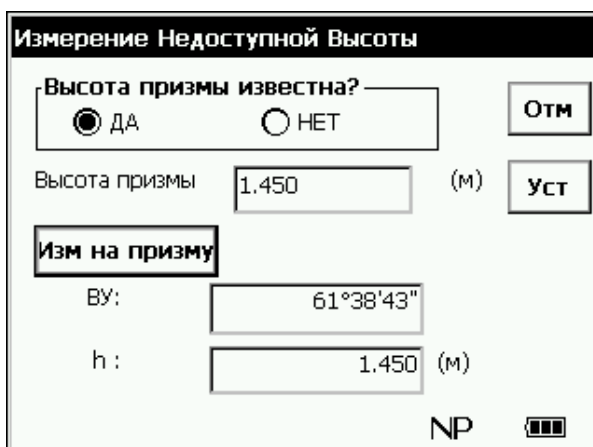 Измерение Недоступной Высоты
Высота призмы известна?
ДА НЕТ
Отм
Высота призмы 1.450 (м)
Уст
Изм на призму
ВУ: 61°38'43"
h : 1.450 (м)
NP